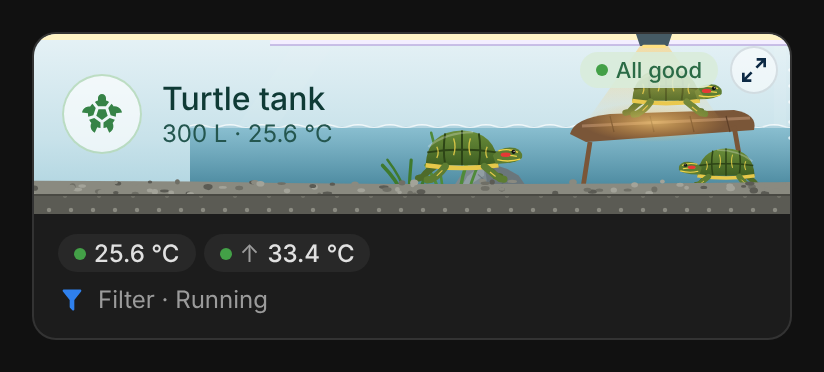 All good
Turtle tank
300 L · 25.6 °C
25.6 °C
↑ 33.4 °C
Filter · Running